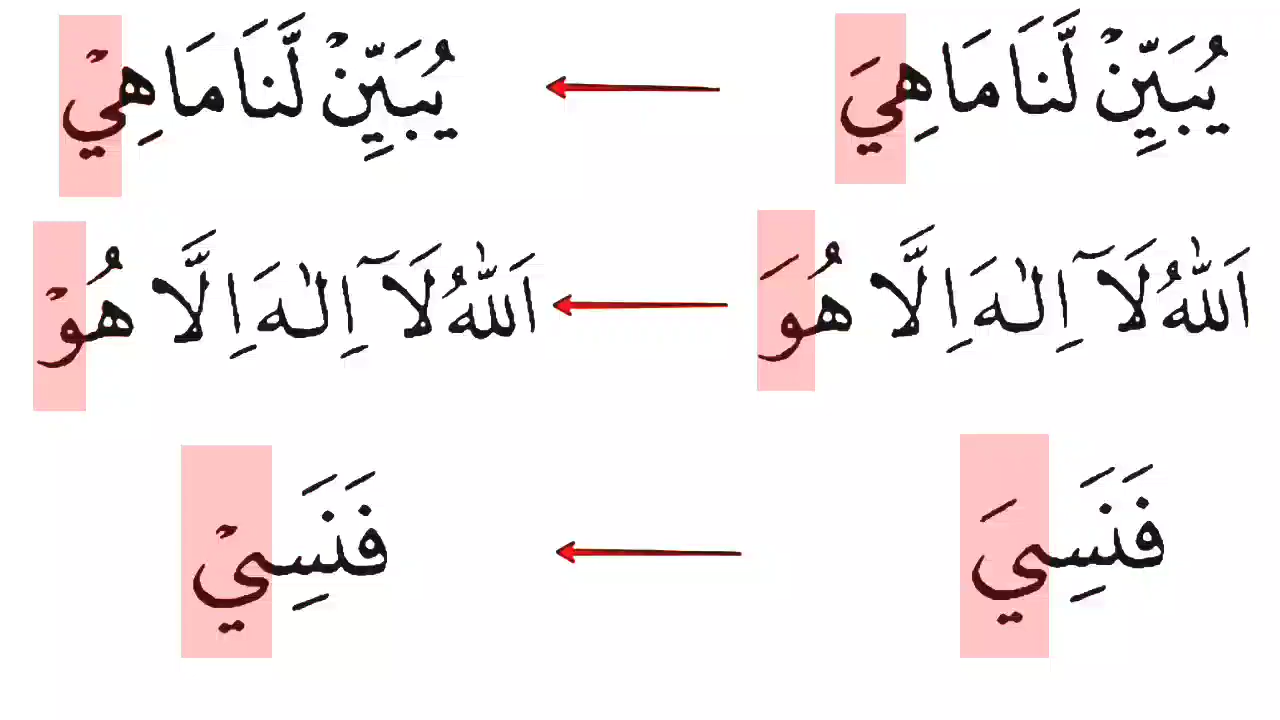 يُبَيِّنْ لَّنَا مَا هِيَ يُبَيِّنْ لَّنَا مَا هِيْ
اَللّٰهُ لَآ اِلٰهَ اِلَّا هُوَ اَللّٰهُ لَآ اِلٰهَ اِلَّا هُوْ
فَنَسِيَ فَنَسِيْ